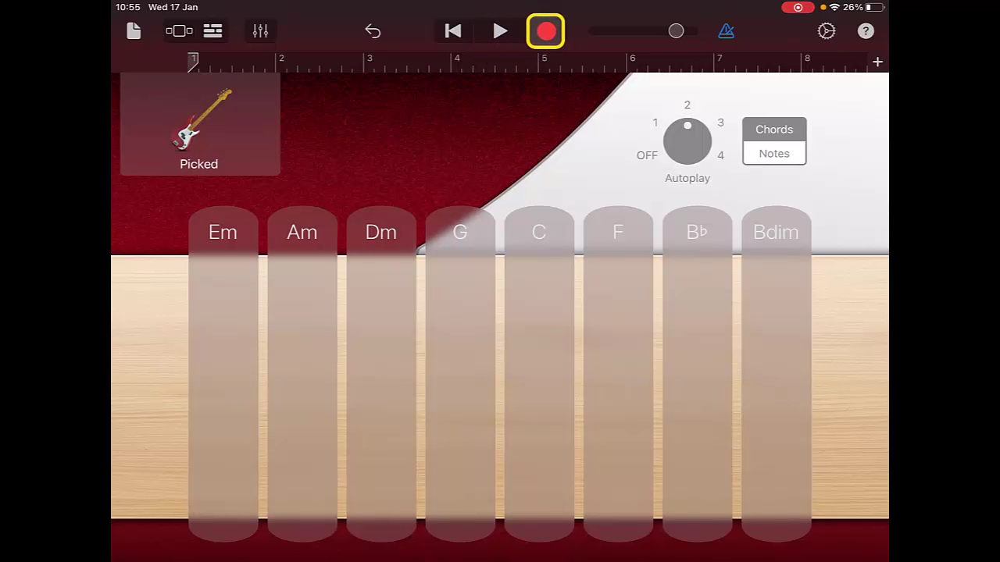 10:55 Wed 17 Jan 26%
1 2 3 4 5 6 7 8 +
2
1 3
OFF 4
Autoplay
Chords
Notes
Picked
Em Am Dm G C F B♭ Bdim